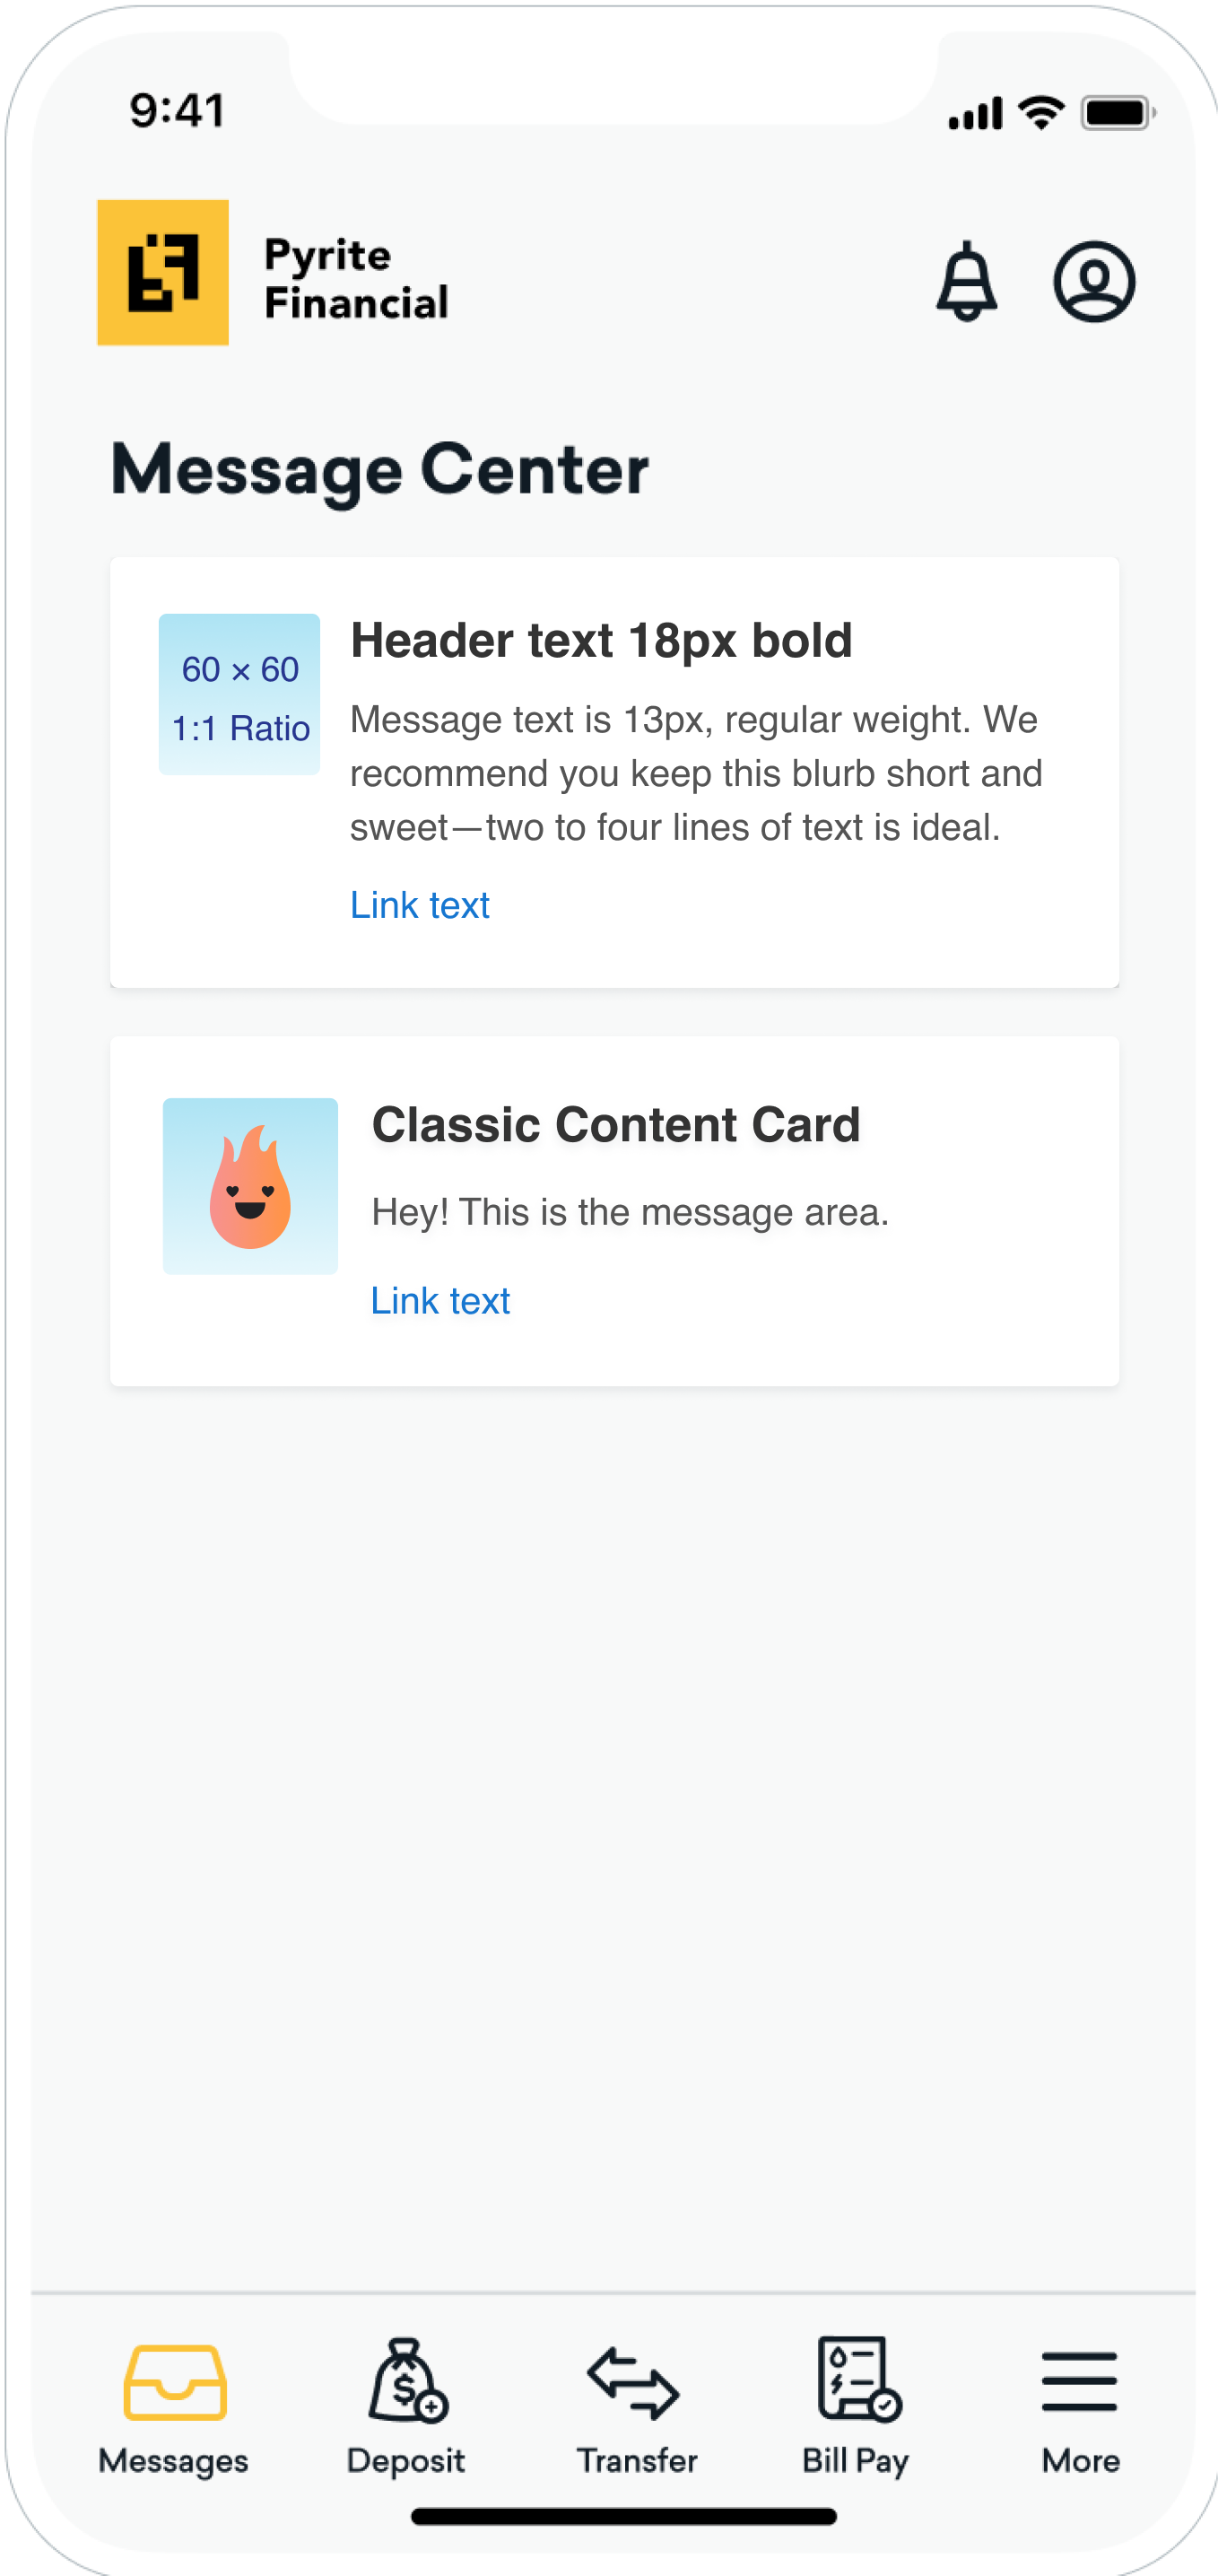 9:41
Pyrite
Financial
Message Center
60 × 60
1:1 Ratio
Header text 18px bold
Message text is 13px, regular weight. We
recommend you keep this blurb short and
sweet—two to four lines of text is ideal.
Link text
Classic Content Card
Hey! This is the message area.
Link text
Messages
Deposit
Transfer
Bill Pay
More